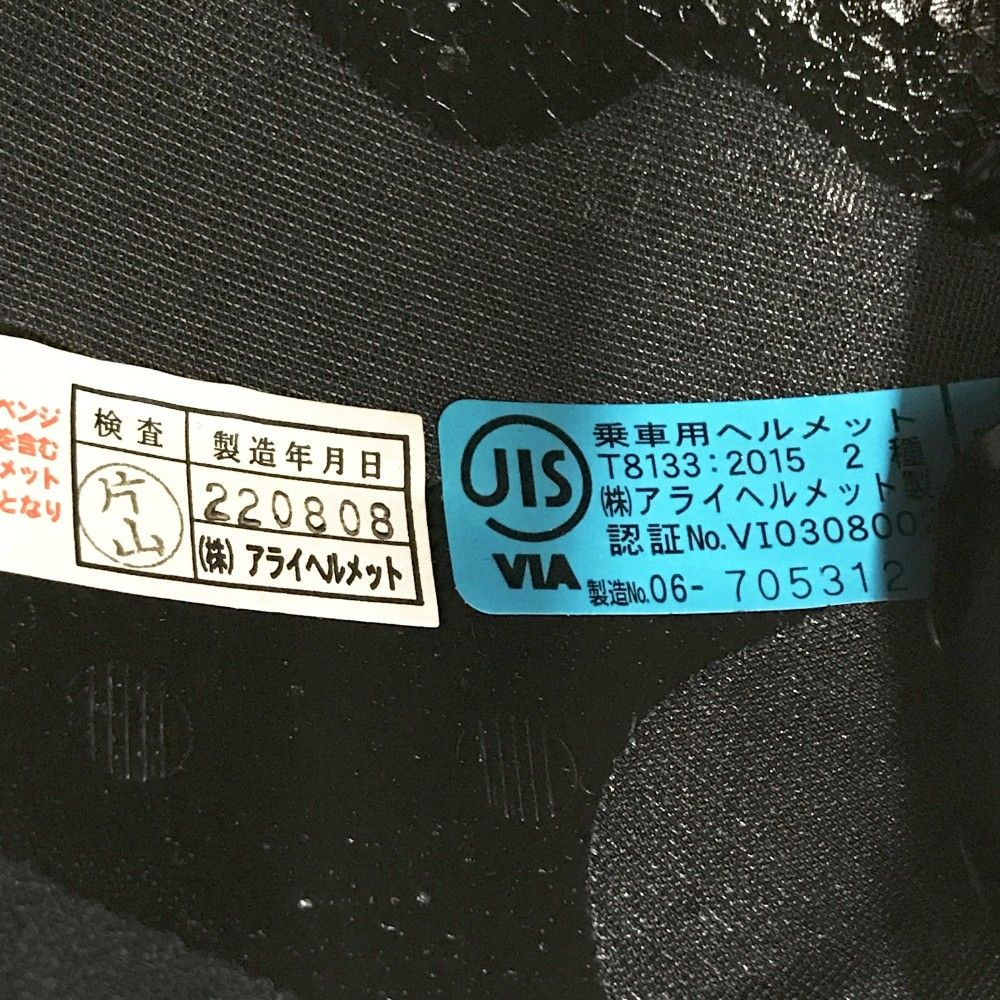 ベンジ
を含む
メット
となり
検査
製造年月日
片山
220808
(株)アライヘルメット
JIS
VIA
乗車用ヘルメット
T8133:2015 2種
(株)アライヘルメット製
認証No.VI0308002
製造No.06-705312